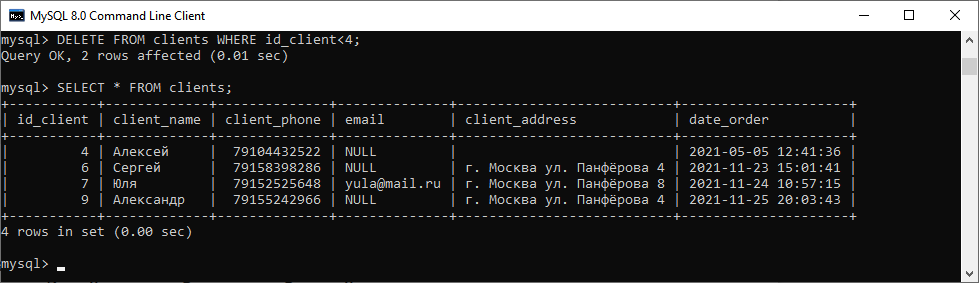 MySQL 8.0 Command Line Client
mysql> DELETE FROM clients WHERE id_client<4;
Query OK, 2 rows affected (0.01 sec)
mysql> SELECT * FROM clients;
+-----------+-------------+--------------+--------------+---------------------------+---------------------+
| id_client | client_name | client_phone | email        | client_address            | date_order          |
+-----------+-------------+--------------+--------------+---------------------------+---------------------+
|         4 | Алексей     |  79104432522 | NULL         |                           | 2021-05-05 12:41:36 |
|         6 | Сергей      |  79158398286 | NULL         | г. Москва ул. Панфёрова 4 | 2021-11-23 15:01:41 |
|         7 | Юля         |  79152525648 | yula@mail.ru | г. Москва ул. Панфёрова 8 | 2021-11-24 10:57:15 |
|         9 | Александр   |  79155242966 | NULL         | г. Москва ул. Панфёрова 4 | 2021-11-25 20:03:43 |
+-----------+-------------+--------------+--------------+---------------------------+---------------------+
4 rows in set (0.00 sec)
mysql>